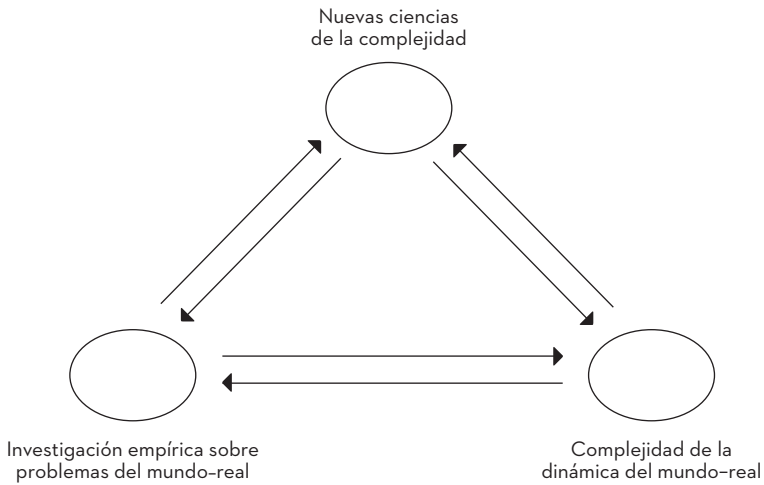 Nuevas ciencias
de la complejidad
Investigación empírica sobre
problemas del mundo-real
Complejidad de la
dinámica del mundo-real